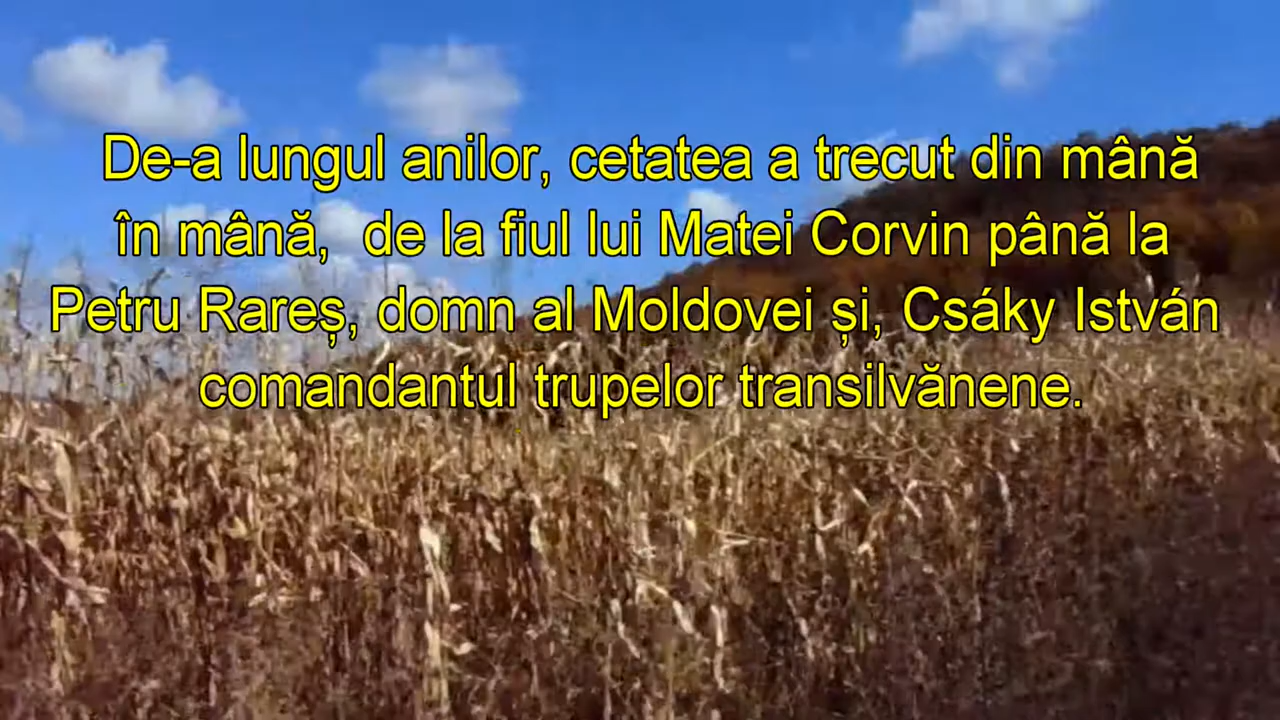 De-a lungul anilor, cetatea a trecut din mână
în mână,  de la fiul lui Matei Corvin până la
Petru Rareș, domn al Moldovei și, Csáky István
comandantul trupelor transilvănene.